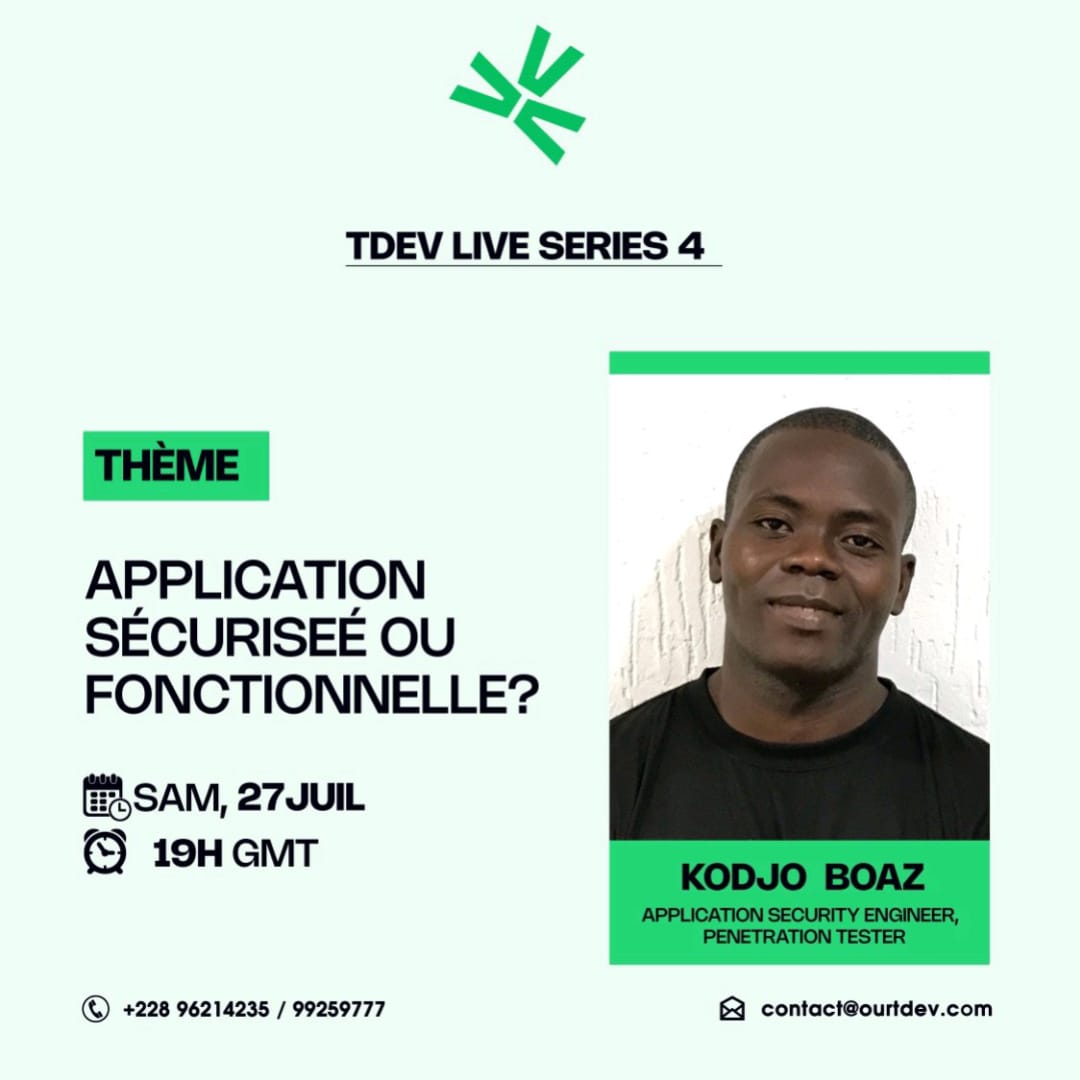 TDEV LIVE SERIES 4
THÈME
APPLICATION
SÉCURISEÉ OU
FONCTIONNELLE?
SAM, 27JUIL
19H GMT
KODJO BOAZ
APPLICATION SECURITY ENGINEER,
PENETRATION TESTER
+228 96214235 / 99259777
contact@ourtdev.com